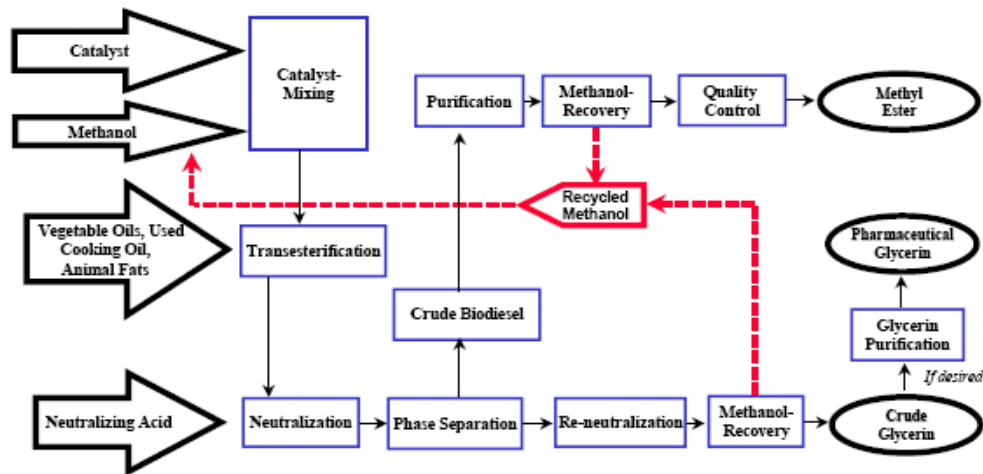 Catalyst
Catalyst-
Mixing
Methanol
Purification
Methanol-
Recovery
Quality
Control
Methyl
Ester
Recycled
Methanol
Vegetable Oils, Used
Cooking Oil,
Animal Fats
Transesterification
Pharmaceutical
Glycerin
Crude Biodiesel
Glycerin
Purification
If desired
Neutralizing Acid
Neutralization
Phase Separation
Re-neutralization
Methanol-
Recovery
Crude
Glycerin